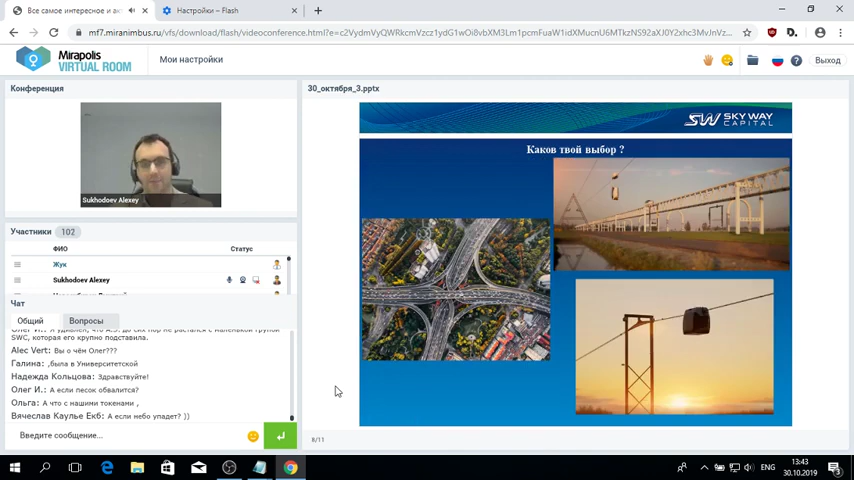 Все самое интересное и ак
Настройки – Flash
mf7.miranimbus.ru/vfs/download/flash/videoconference.html?
Mirapolis
VIRTUAL ROOM
Мои настройки
Выход
Конференция
Sukhodoev Alexey
Участники 102
ФИО Статус
Жук
Sukhodoev Alexey
Чат
Общий Вопросы
SWC, которая его крупно подставила.
Alec Vert: Вы о чём Олег???
Галина: ,была в Университетской
Надежда Кольцова: Здравствуйте!
Олег И.: А если песок обвалится?
Ольга: А что с нашими токенами ,
Вячеслав Каулье Екб: А если небо упадет? ))
Введите сообщение...
30_октября_3.pptx
SW SKY WAY
CAPITAL
Каков твой выбор ?
8/11
ENG
13:43
30.10.2019
3